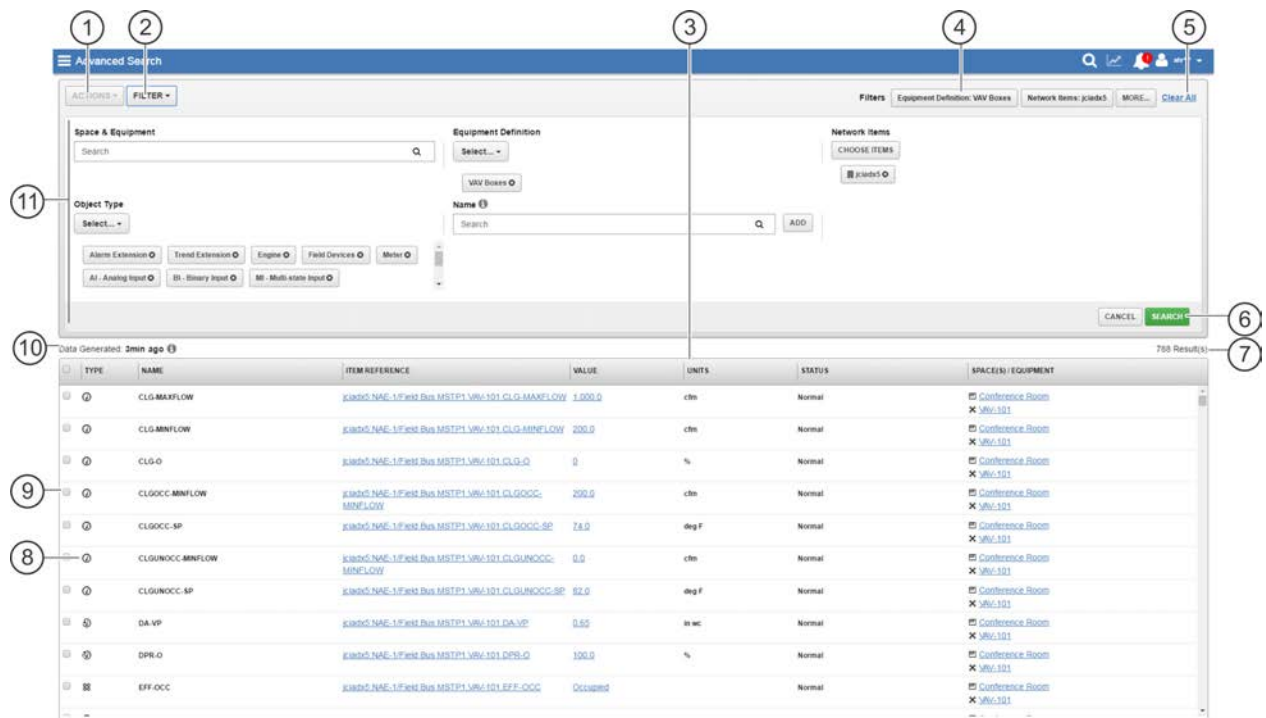 1 2 3 4 5
Advanced Search
ACTIONS FILTER Filters Equipment Definition: VAV Boxes Network Items: jciadx5 MORE... Clear All
Space & Equipment Equipment Definition Network Items
Search Select... CHOOSE ITEMS
VAV Boxes jciadx5
11
Object Type Name
Select... Search ADD
Alarm Extension Trend Extension Engine Field Devices Meter
AI - Analog Input BI - Binary Input MI - Multi-state Input
CANCEL SEARCH 6
10 Data Generated: 3min ago 768 Result(s) 7
TYPE NAME ITEM REFERENCE VALUE UNITS STATUS SPACE(S) / EQUIPMENT
CLG-MAXFLOW jciadx5:NAE-1/Field Bus MSTP1.VAV-101.CLG-MAXFLOW 1,000.0 cfm Normal Conference Room
VAV-101
CLG-MINFLOW jciadx5:NAE-1/Field Bus MSTP1.VAV-101.CLG-MINFLOW 200.0 cfm Normal Conference Room
VAV-101
CLG-O jciadx5:NAE-1/Field Bus MSTP1.VAV-101.CLG-O 0 % Normal Conference Room
VAV-101
9 CLGOCC-MINFLOW jciadx5:NAE-1/Field Bus MSTP1.VAV-101.CLGOCC- 200.0 cfm Normal Conference Room
MINFLOW VAV-101
CLGOCC-SP jciadx5:NAE-1/Field Bus MSTP1.VAV-101.CLGOCC-SP 74.0 deg F Normal Conference Room
VAV-101
8 CLGUNOCC-MINFLOW jciadx5:NAE-1/Field Bus MSTP1.VAV-101.CLGUNOCC- 0.0 cfm Normal Conference Room
MINFLOW VAV-101
CLGUNOCC-SP jciadx5:NAE-1/Field Bus MSTP1.VAV-101.CLGUNOCC-SP 82.0 deg F Normal Conference Room
VAV-101
DA-VP jciadx5:NAE-1/Field Bus MSTP1.VAV-101.DA-VP 0.65 in wc Normal Conference Room
VAV-101
DPR-O jciadx5:NAE-1/Field Bus MSTP1.VAV-101.DPR-O 100.0 % Normal Conference Room
VAV-101
EFF-OCC jciadx5:NAE-1/Field Bus MSTP1.VAV-101.EFF-OCC Occupied Normal Conference Room
VAV-101